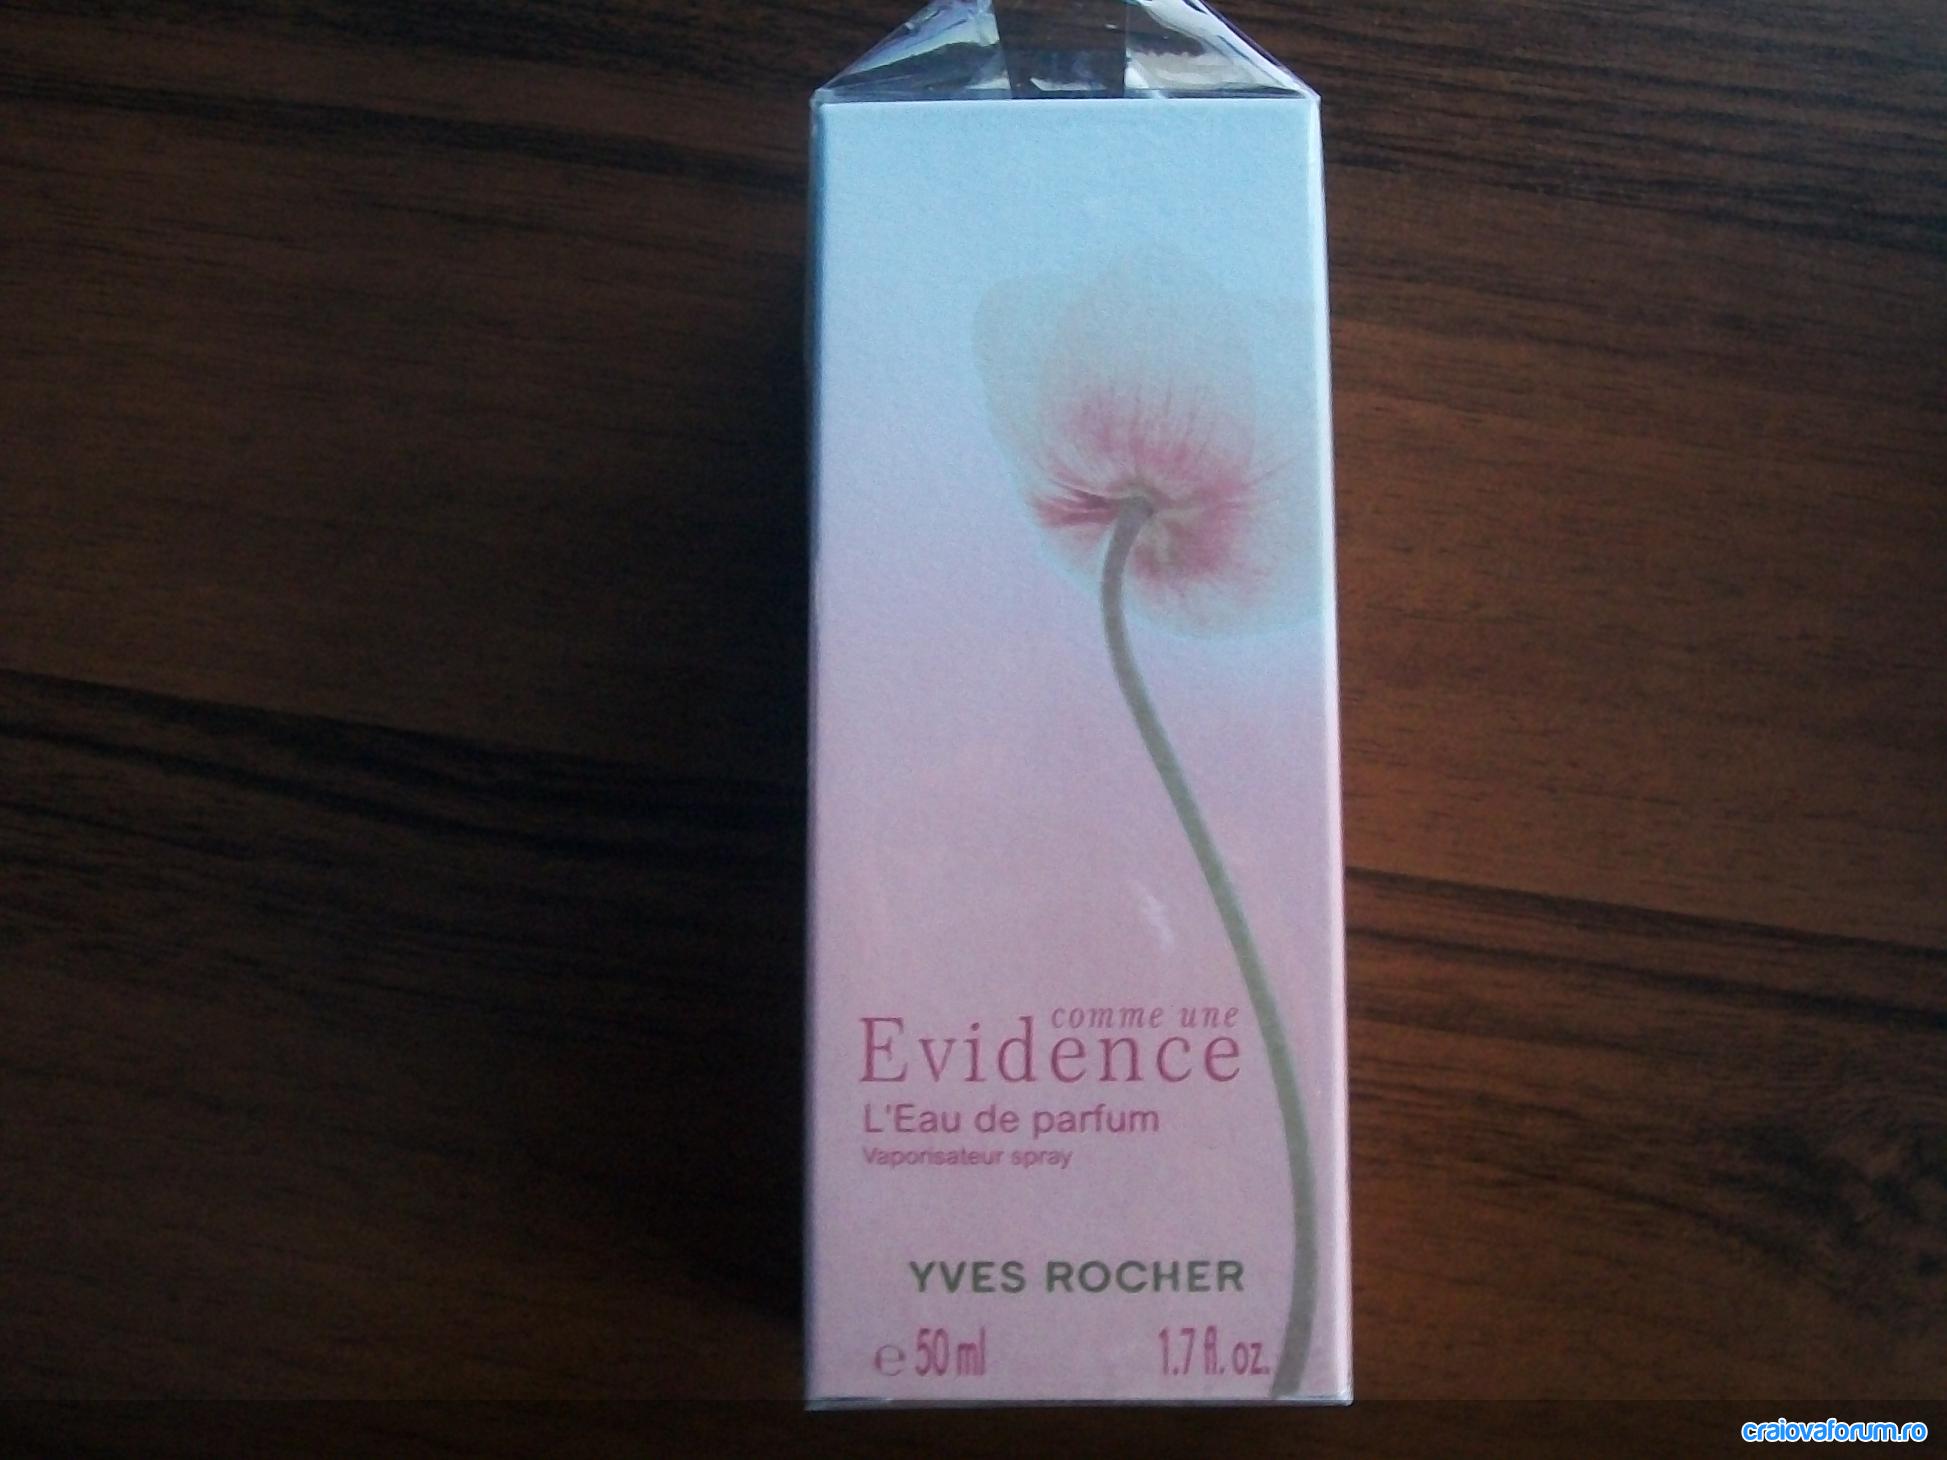 comme une
Evidence
L'Eau de parfum
Vaporisateur spray
YVES ROCHER
℮ 50 ml 1.7 fl. oz.
craiovaforum.ro